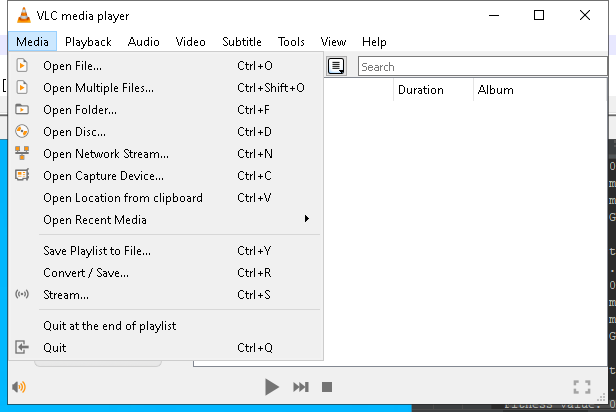 VLC media player
Media Playback Audio Video Subtitle Tools View Help
Open File... Ctrl+O
Open Multiple Files... Ctrl+Shift+O
Open Folder... Ctrl+F
Open Disc... Ctrl+D
Open Network Stream... Ctrl+N
Open Capture Device... Ctrl+C
Open Location from clipboard Ctrl+V
Open Recent Media
Save Playlist to File... Ctrl+Y
Convert / Save... Ctrl+R
Stream... Ctrl+S
Quit at the end of playlist
Quit Ctrl+Q
Search
Duration Album
Fitness value: 0